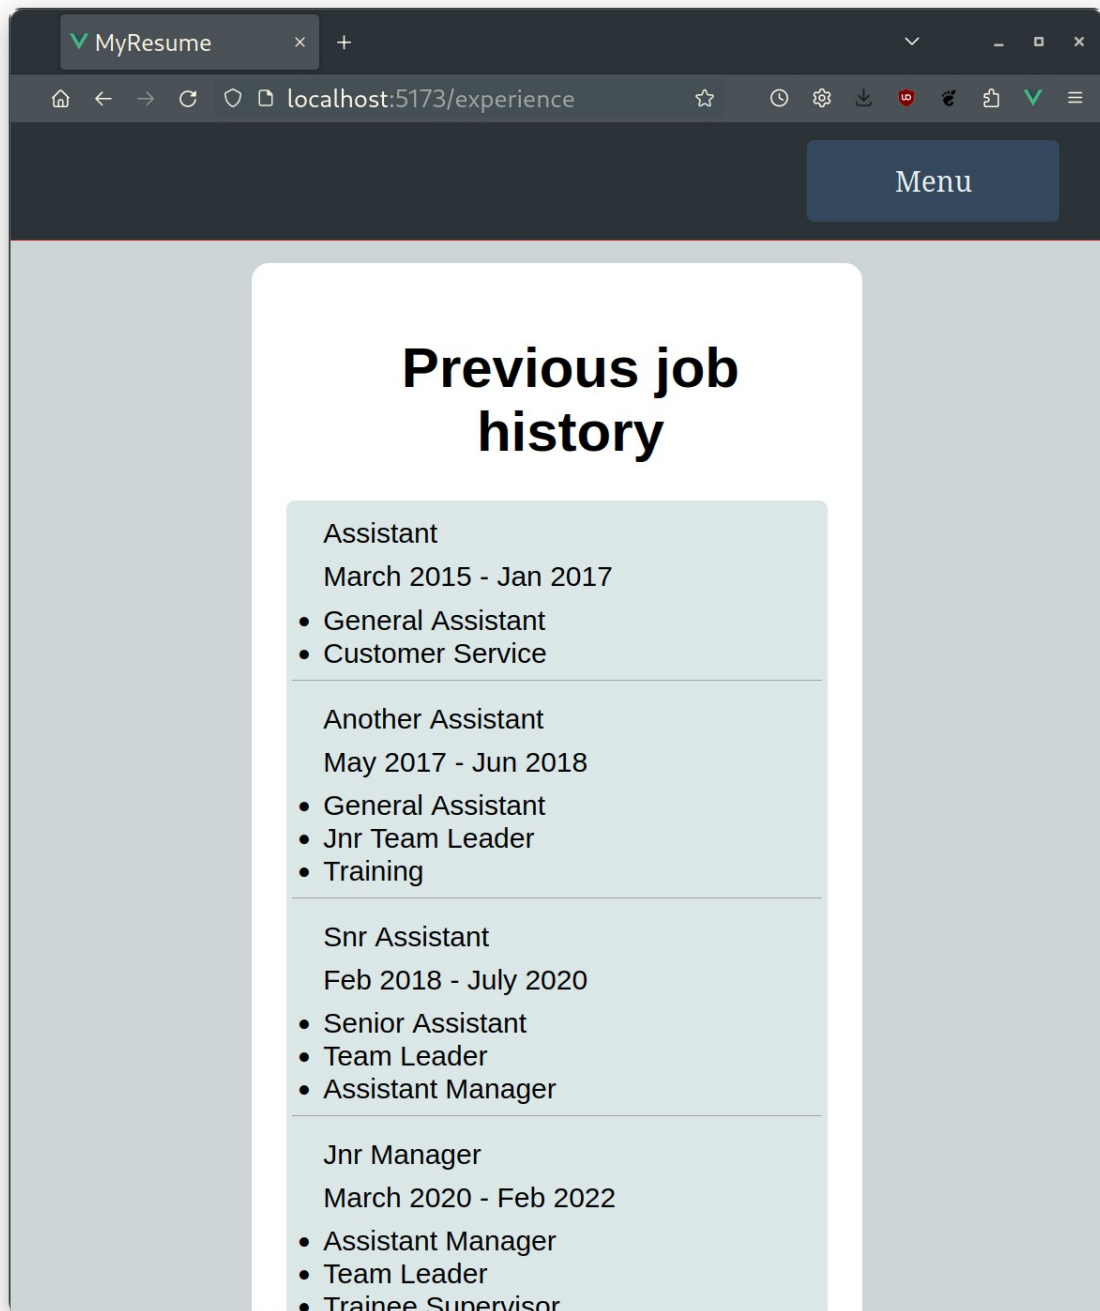 MyResume
localhost:5173/experience
Menu
Previous job
history
Assistant
March 2015 - Jan 2017
General Assistant
Customer Service
Another Assistant
May 2017 - Jun 2018
General Assistant
Jnr Team Leader
Training
Snr Assistant
Feb 2018 - July 2020
Senior Assistant
Team Leader
Assistant Manager
Jnr Manager
March 2020 - Feb 2022
Assistant Manager
Team Leader
Trainee Supervisor